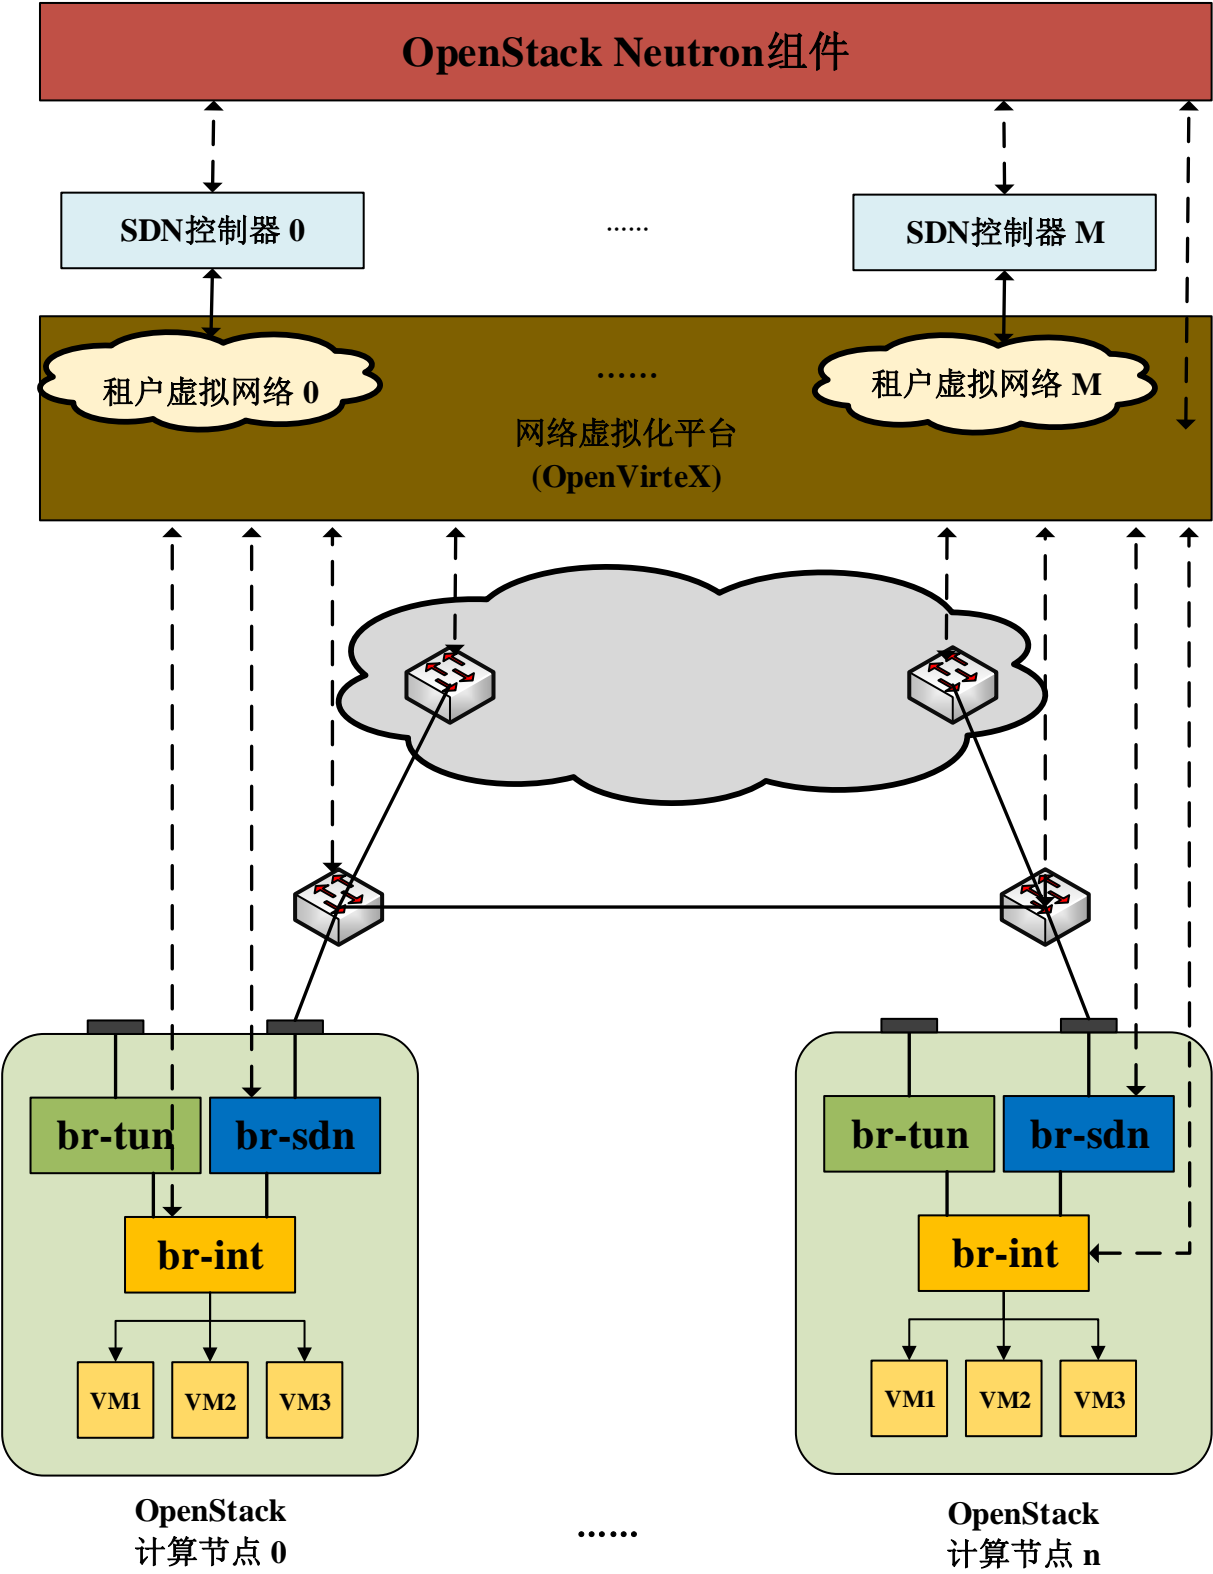 OpenStack Neutron组件
SDN控制器 0
......
SDN控制器 M
租户虚拟网络 0
......
租户虚拟网络 M
网络虚拟化平台
(OpenVirteX)
br-tun
br-sdn
br-int
VM1
VM2
VM3
br-tun
br-sdn
br-int
VM1
VM2
VM3
OpenStack
计算节点 0
......
OpenStack
计算节点 n